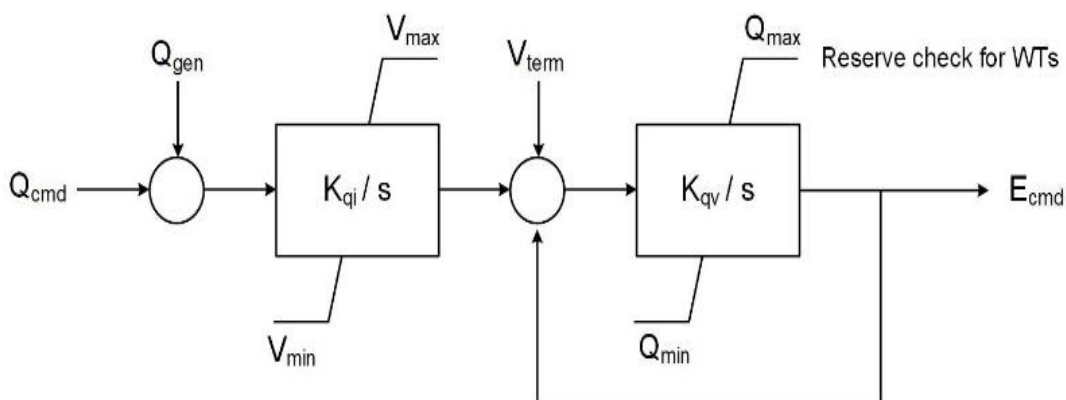 V_max
Q_max
Q_gen
V_term
Reserve check for WTs
Q_cmd
K_qi / s
K_qv / s
E_cmd
V_min
Q_min